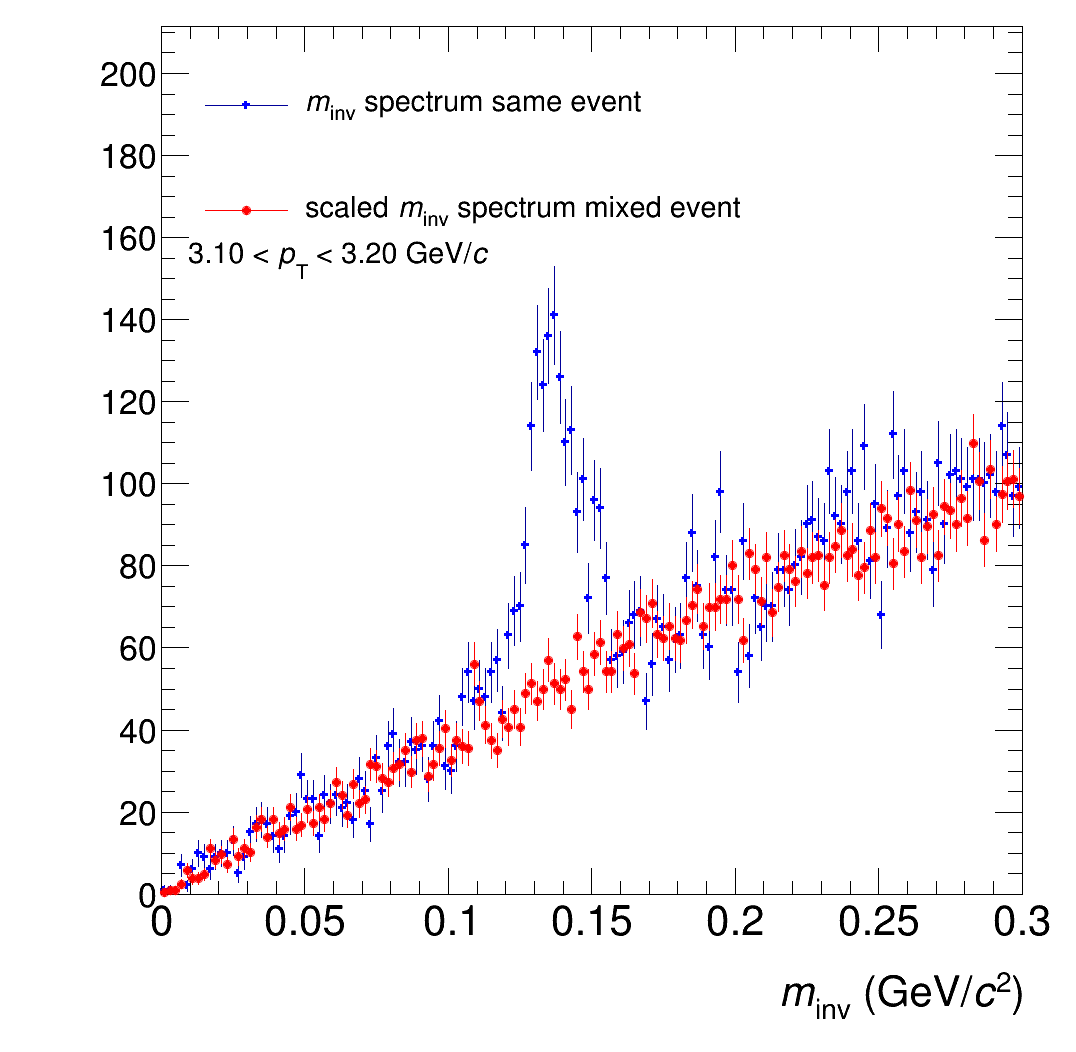 200
180
160
140
120
100
80
60
40
20
0
m_inv spectrum same event
scaled m_inv spectrum mixed event
3.10 < p_T < 3.20 GeV/c
0 0.05 0.1 0.15 0.2 0.25 0.3
m_inv (GeV/c²)